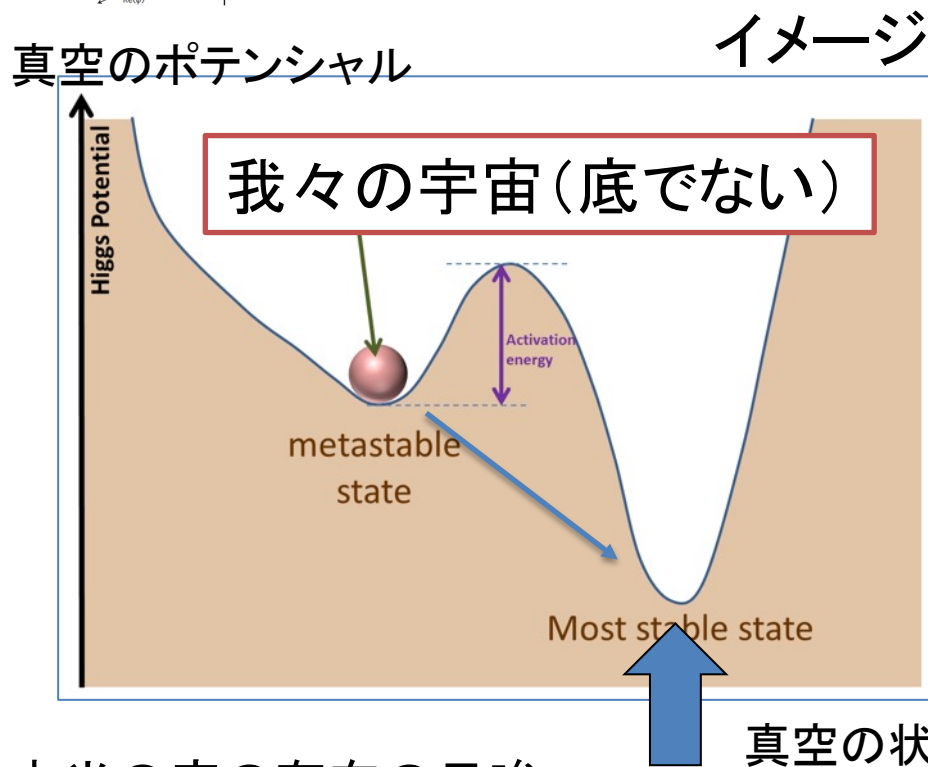 Re(φ)
イメージ
真空のポテンシャル
Higgs Potential
我々の宇宙（底でない）
Activation
energy
metastable
state
Most stable state
真空の状